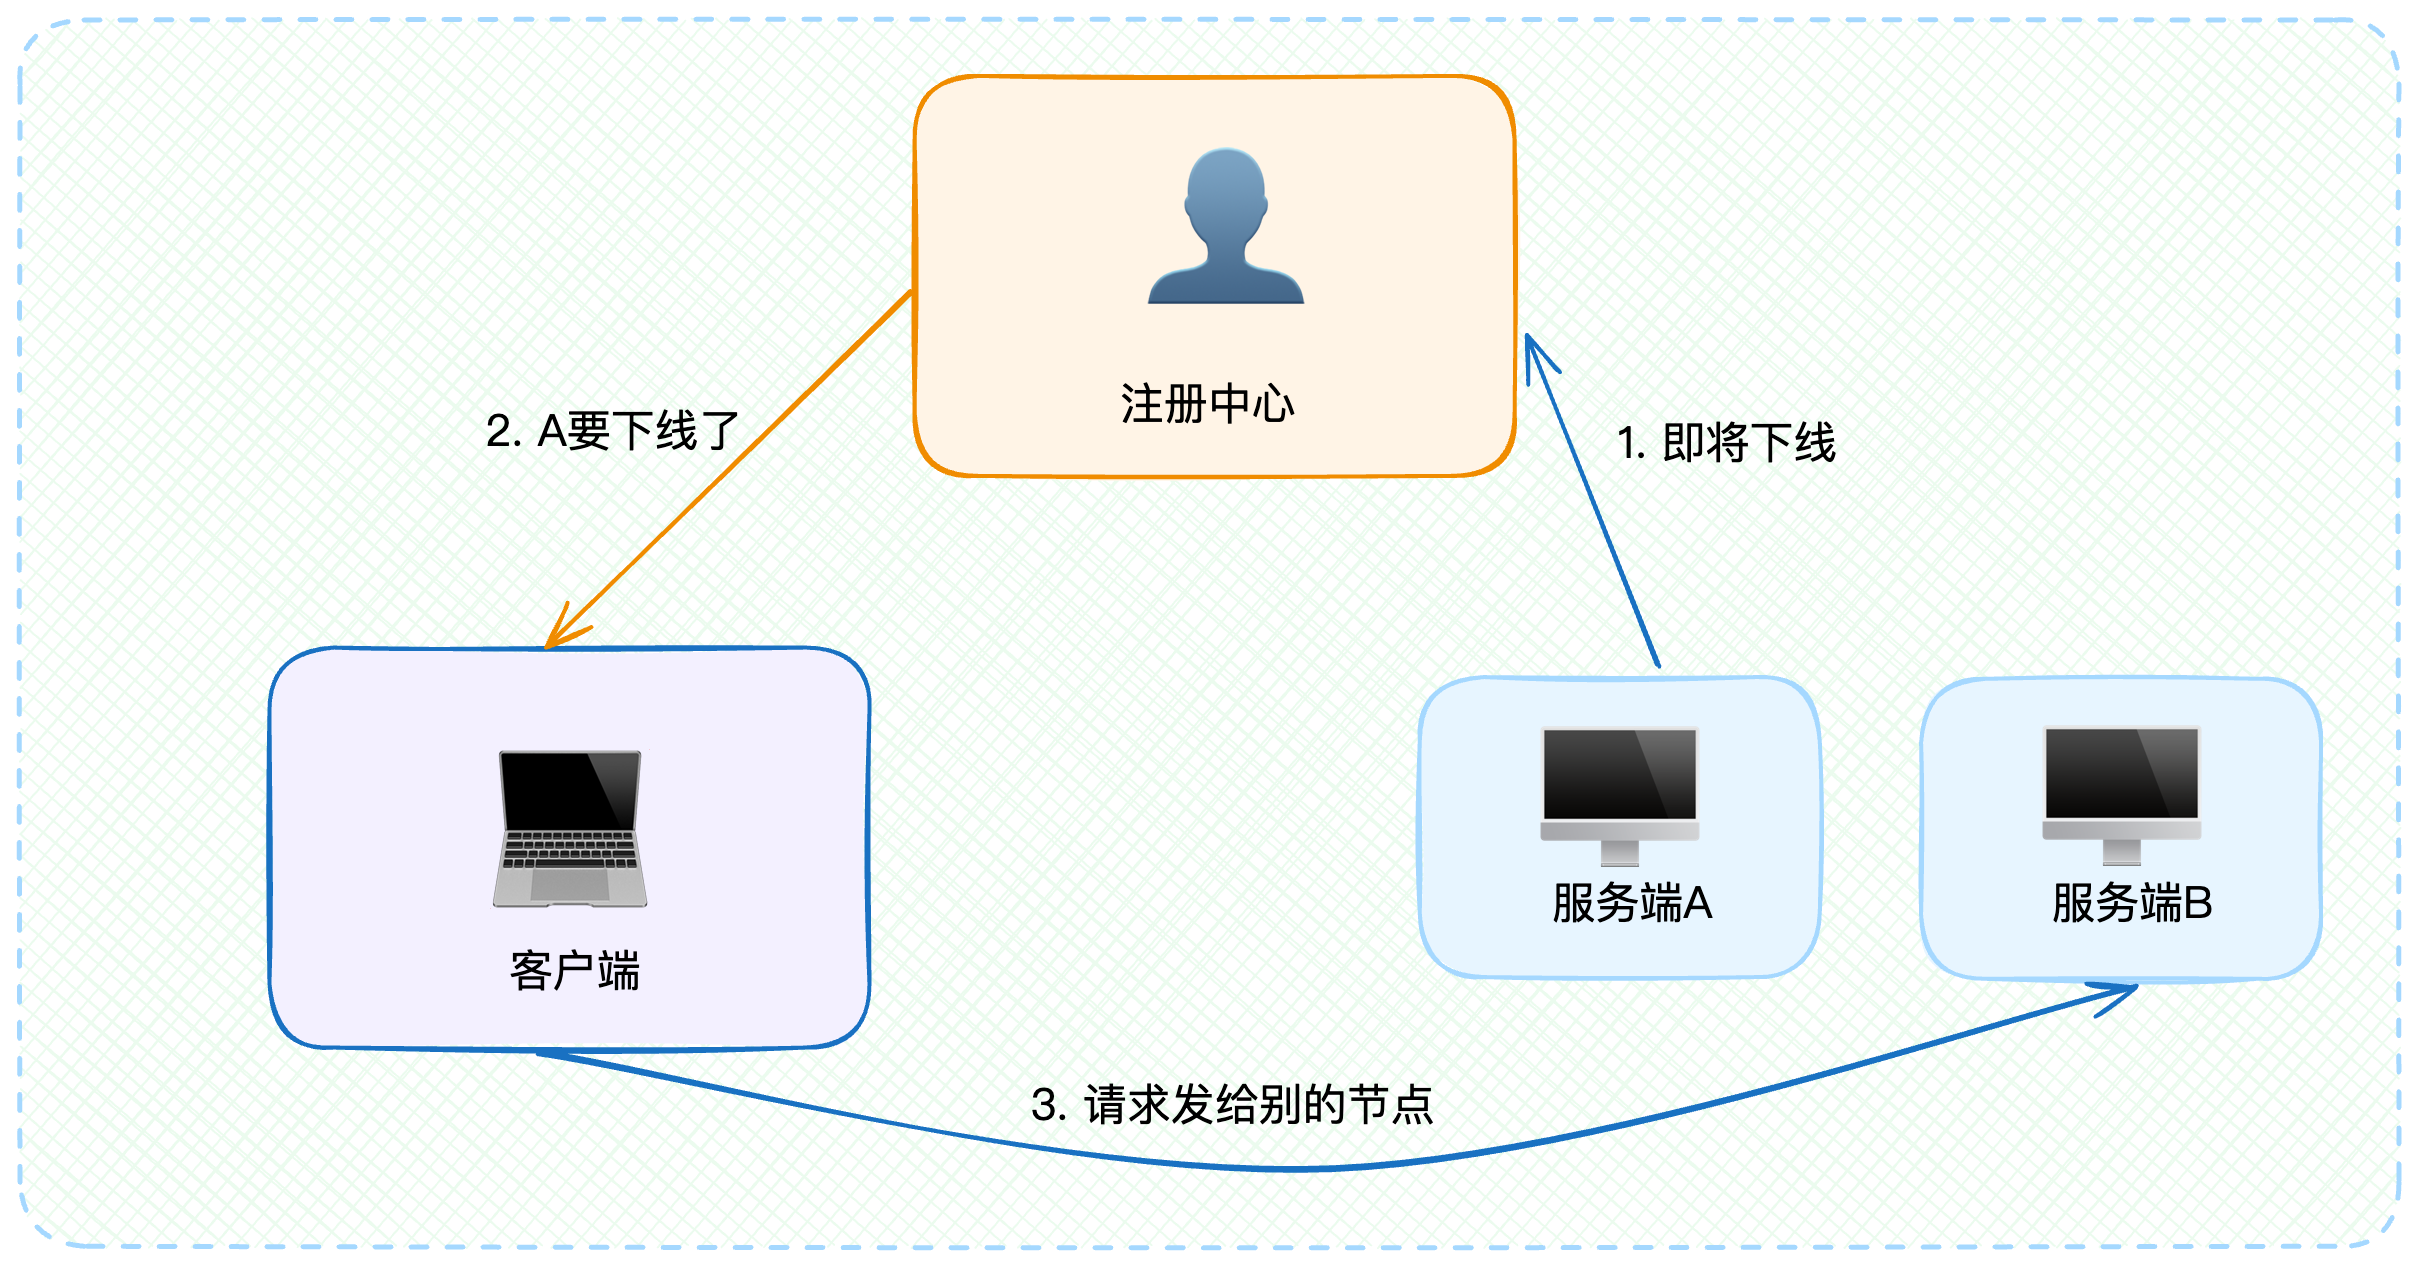 注册中心
2. A要下线了
1. 即将下线
服务端A
服务端B
客户端
3. 请求发给别的节点